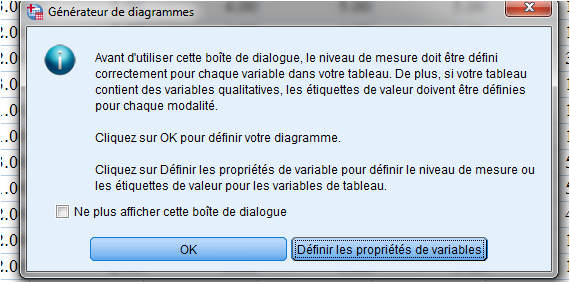 Générateur de diagrammes
Avant d'utiliser cette boîte de dialogue, le niveau de mesure doit être défini
correctement pour chaque variable dans votre tableau. De plus, si votre tableau
contient des variables qualitatives, les étiquettes de valeur doivent être définies
pour chaque modalité.
Cliquez sur OK pour définir votre diagramme.
Cliquez sur Définir les propriétés de variable pour définir le niveau de mesure ou
les étiquettes de valeur pour les variables de tableau.
Ne plus afficher cette boîte de dialogue
OK
Définir les propriétés de variables